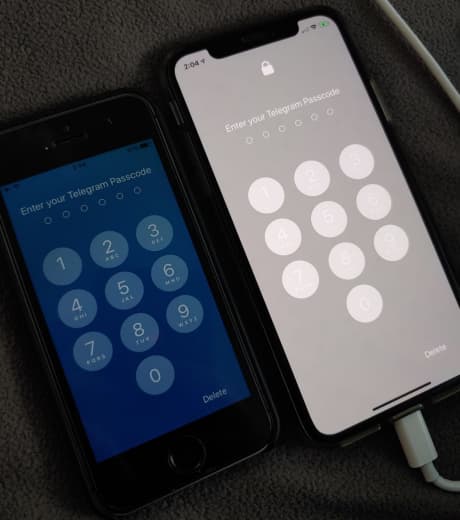 Enter your Telegram Passcode
1
2
ABC
3
DEF
4
GHI
5
JKL
6
MNO
7
PQRS
8
TUV
9
WXYZ
0
Delete
2:04
Enter your Telegram Passcode
1
2
3
4
5
6
7
8
9
0
Delete